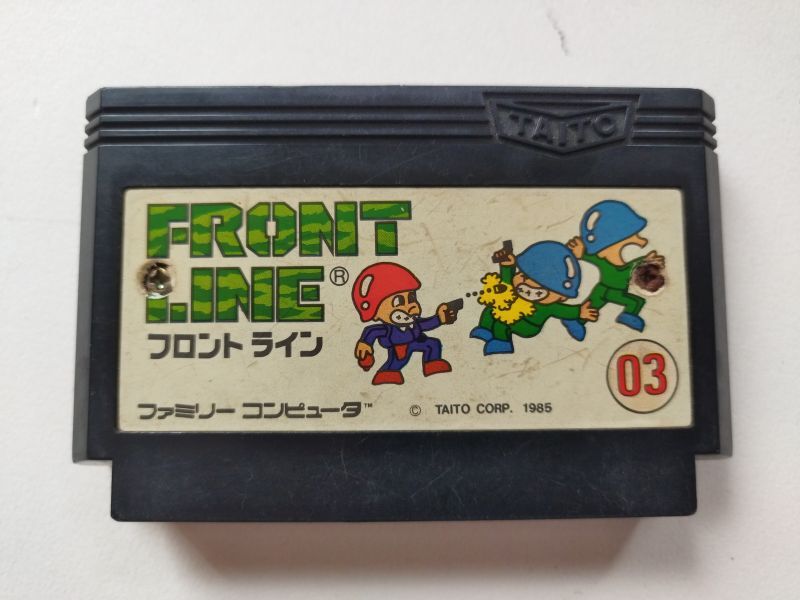 TAITO
FRONT
LINE®
フロント ライン
ファミリー コンピュータ™
© TAITO CORP. 1985
03